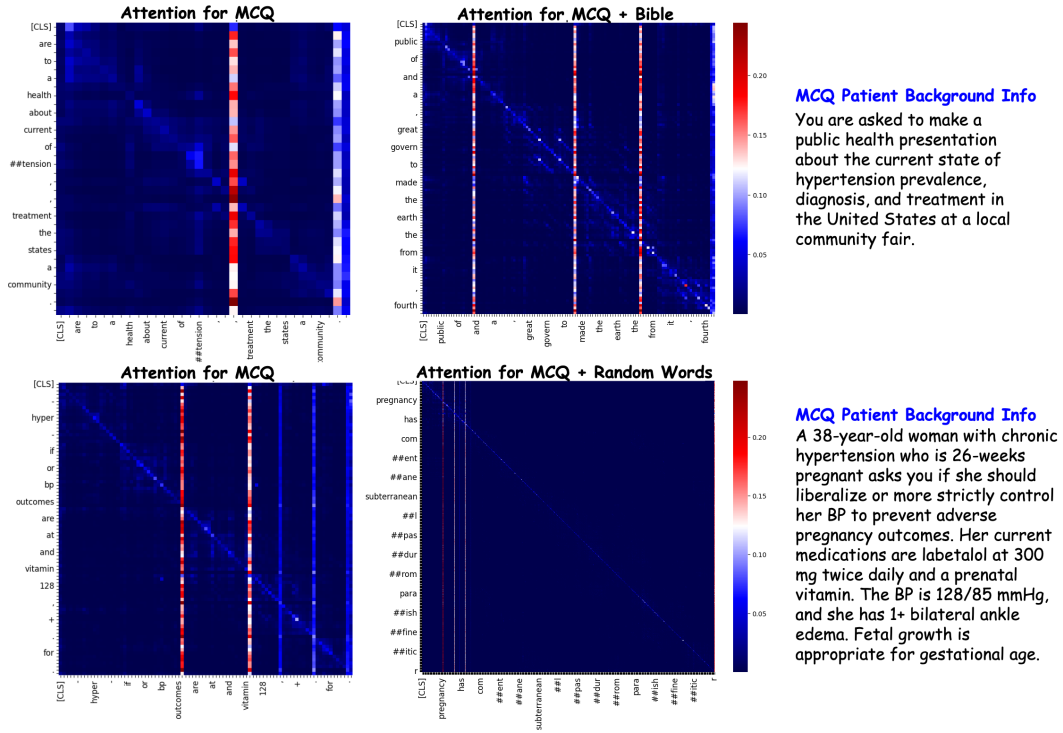 Attention for MCQ
[CLS]
are
to
a
health
about
current
of
##tension
,
,
treatment
the
states
a
community
.
[CLS]
are
to
a
health
about
current
of
##tension
,
,
treatment
the
states
a
community
.
Attention for MCQ + Bible
public
of
and
a
,
great
govern
to
made
the
earth
the
from
it
,
fourth
[CLS]
public
of
and
a
,
great
govern
to
made
the
earth
the
from
it
,
fourth
0.20
0.15
0.10
0.05
MCQ Patient Background Info
You are asked to make a
public health presentation
about the current state of
hypertension prevalence,
diagnosis, and treatment in
the United States at a local
community fair.
Attention for MCQ
[CLS]
-
hyper
-
if
or
bp
outcomes
are
at
and
vitamin
128
,
+
.
for
.
[CLS]
-
hyper
-
if
or
bp
outcomes
are
at
and
vitamin
128
,
+
.
for
.
Attention for MCQ + Random Words
[CLS]
pregnancy
has
com
##ent
##ane
subterranean
##l
##pas
##dur
##rom
para
##ish
##fine
##itic
r
[CLS]
pregnancy
has
com
##ent
##ane
subterranean
##l
##pas
##dur
##rom
para
##ish
##fine
##itic
r
0.20
0.15
0.10
0.05
MCQ Patient Background Info
A 38-year-old woman with chronic
hypertension who is 26-weeks
pregnant asks you if she should
liberalize or more strictly control
her BP to prevent adverse
pregnancy outcomes. Her current
medications are labetalol at 300
mg twice daily and a prenatal
vitamin. The BP is 128/85 mmHg,
and she has 1+ bilateral ankle
edema. Fetal growth is
appropriate for gestational age.